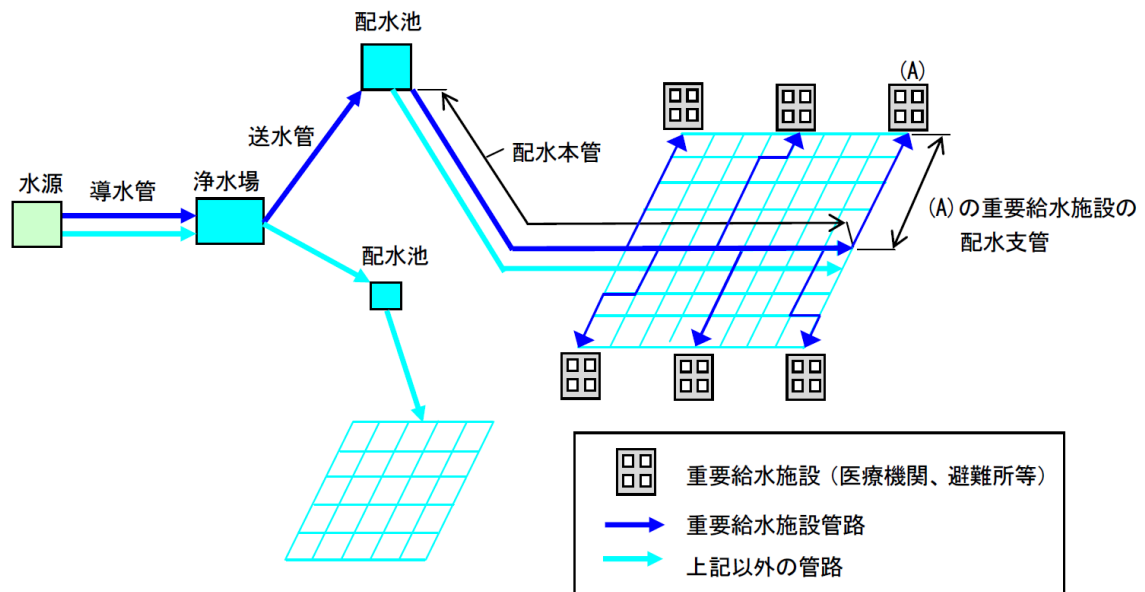 配水池
(A)
送水管
配水本管
水源
導水管
浄水場
(A)の重要給水施設の
配水支管
配水池
重要給水施設（医療機関、避難所等）
重要給水施設管路
上記以外の管路